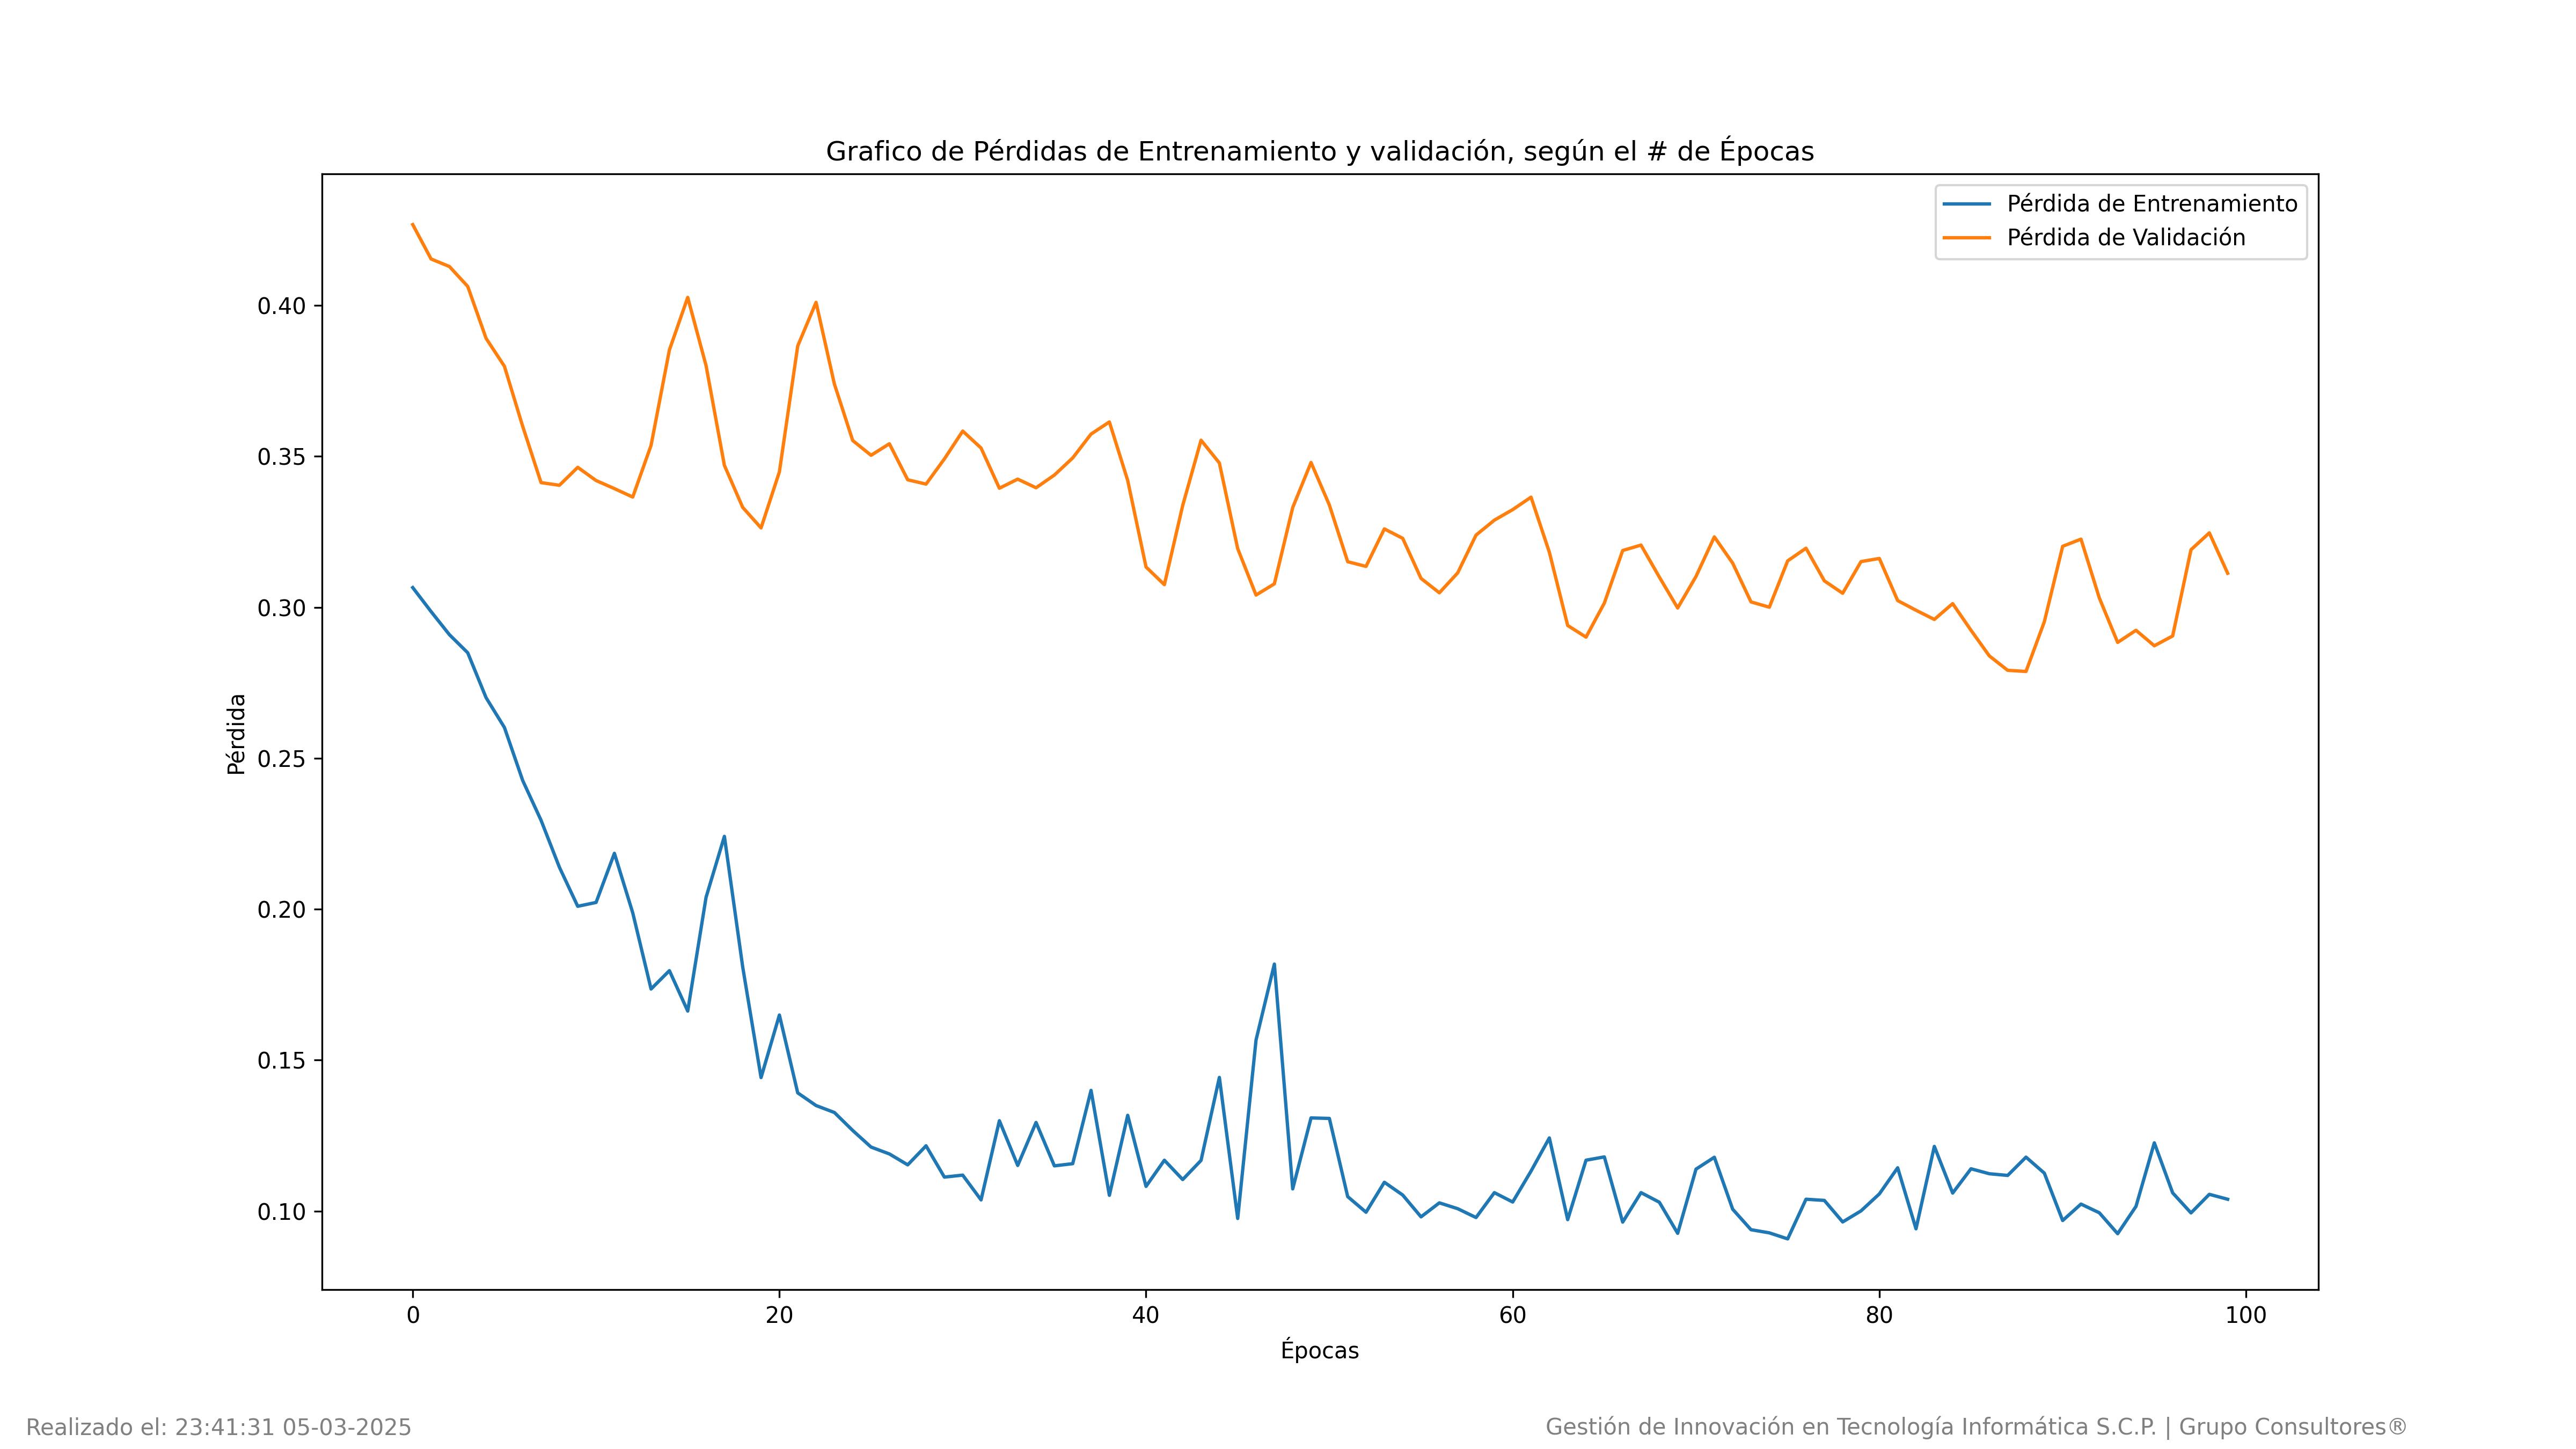 Grafico de Pérdidas de Entrenamiento y validación, según el # de Épocas
Pérdida de Entrenamiento
Pérdida de Validación
0.40
0.35
0.30
0.25
0.20
0.15
0.10
Pérdida
0 20 40 60 80 100
Épocas
Realizado el: 23:41:31 05-03-2025
Gestión de Innovación en Tecnología Informática S.C.P. | Grupo Consultores®